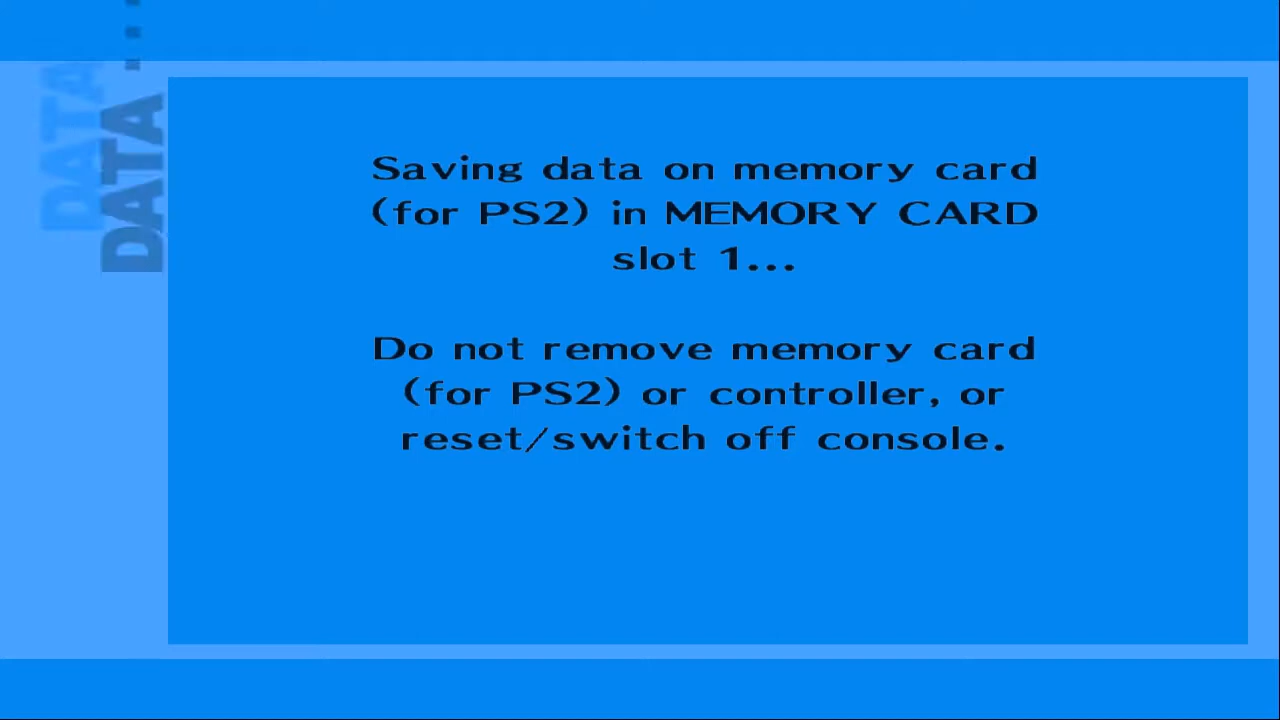 DATA
DATA...
Saving data on memory card
(for PS2) in MEMORY CARD
slot 1...
Do not remove memory card
(for PS2) or controller, or
reset/switch off console.